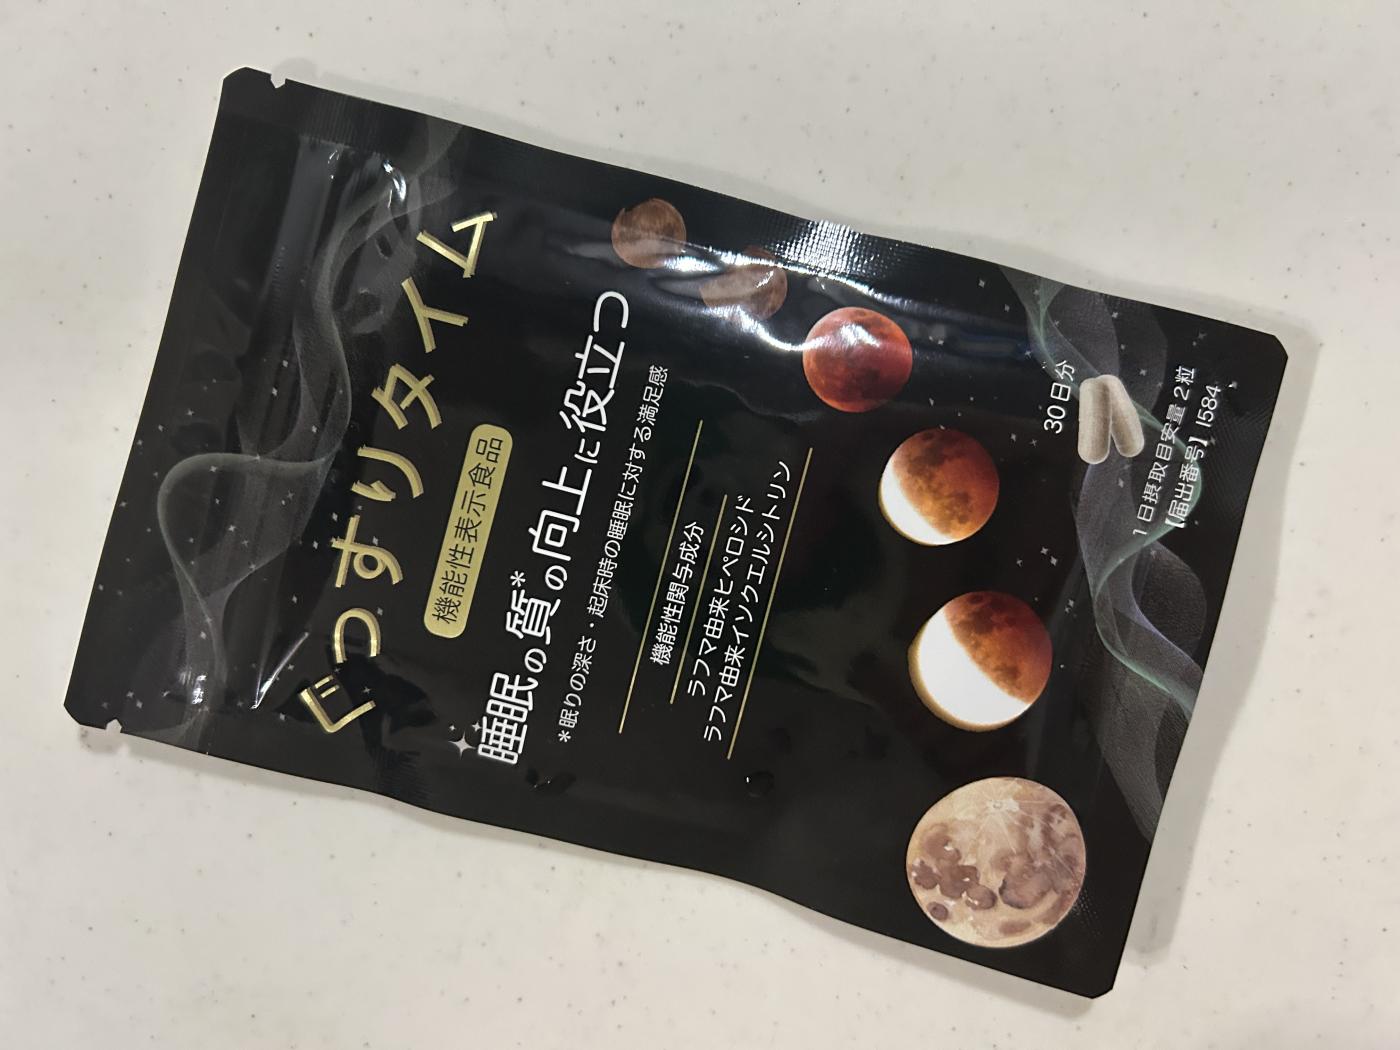 ぐっすりタイム
機能性表示食品
睡眠の質*の向上に役立つ
*眠りの深さ・起床時の睡眠に対する満足感
機能性関与成分
ラフマ由来ヒペロシド
ラフマ由来イソクエルシトリン
30日分
1日摂取目安量 2粒
【届出番号】I584